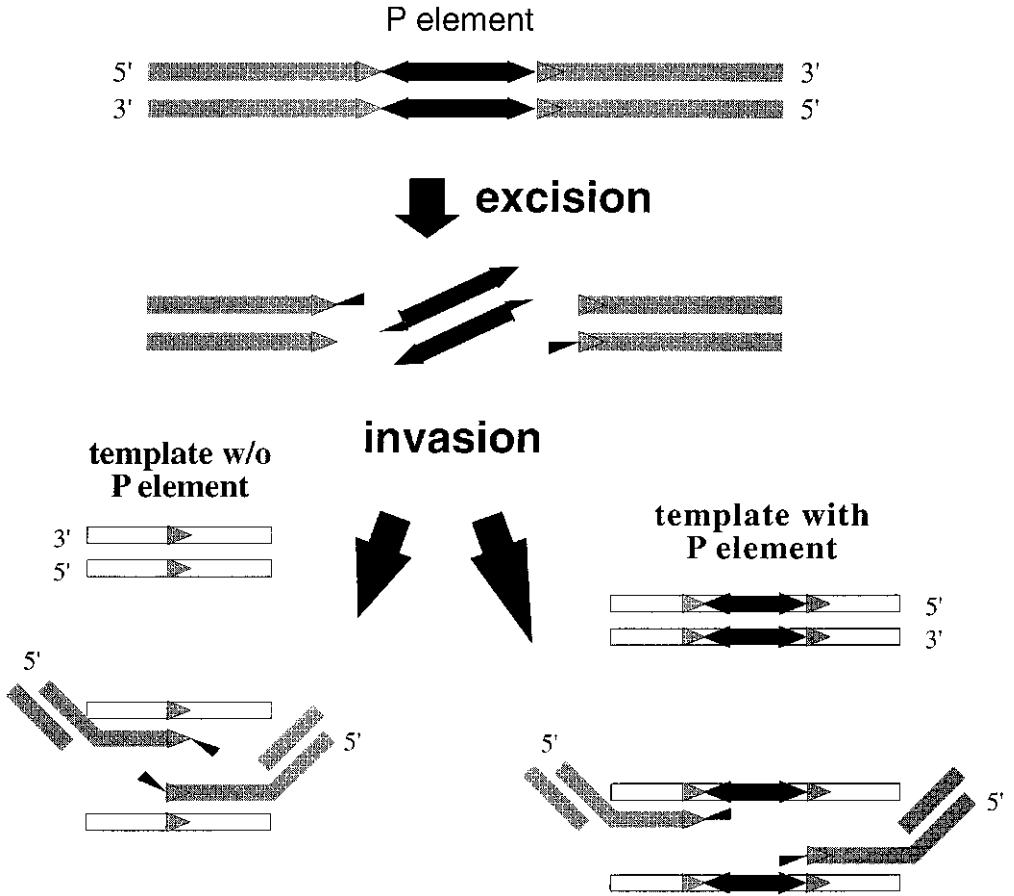 P element
5' 3'
3' 5'
excision
invasion
template w/o
P element
3'
5'
template with
P element
5'
3'
5'
5'
5'
5'